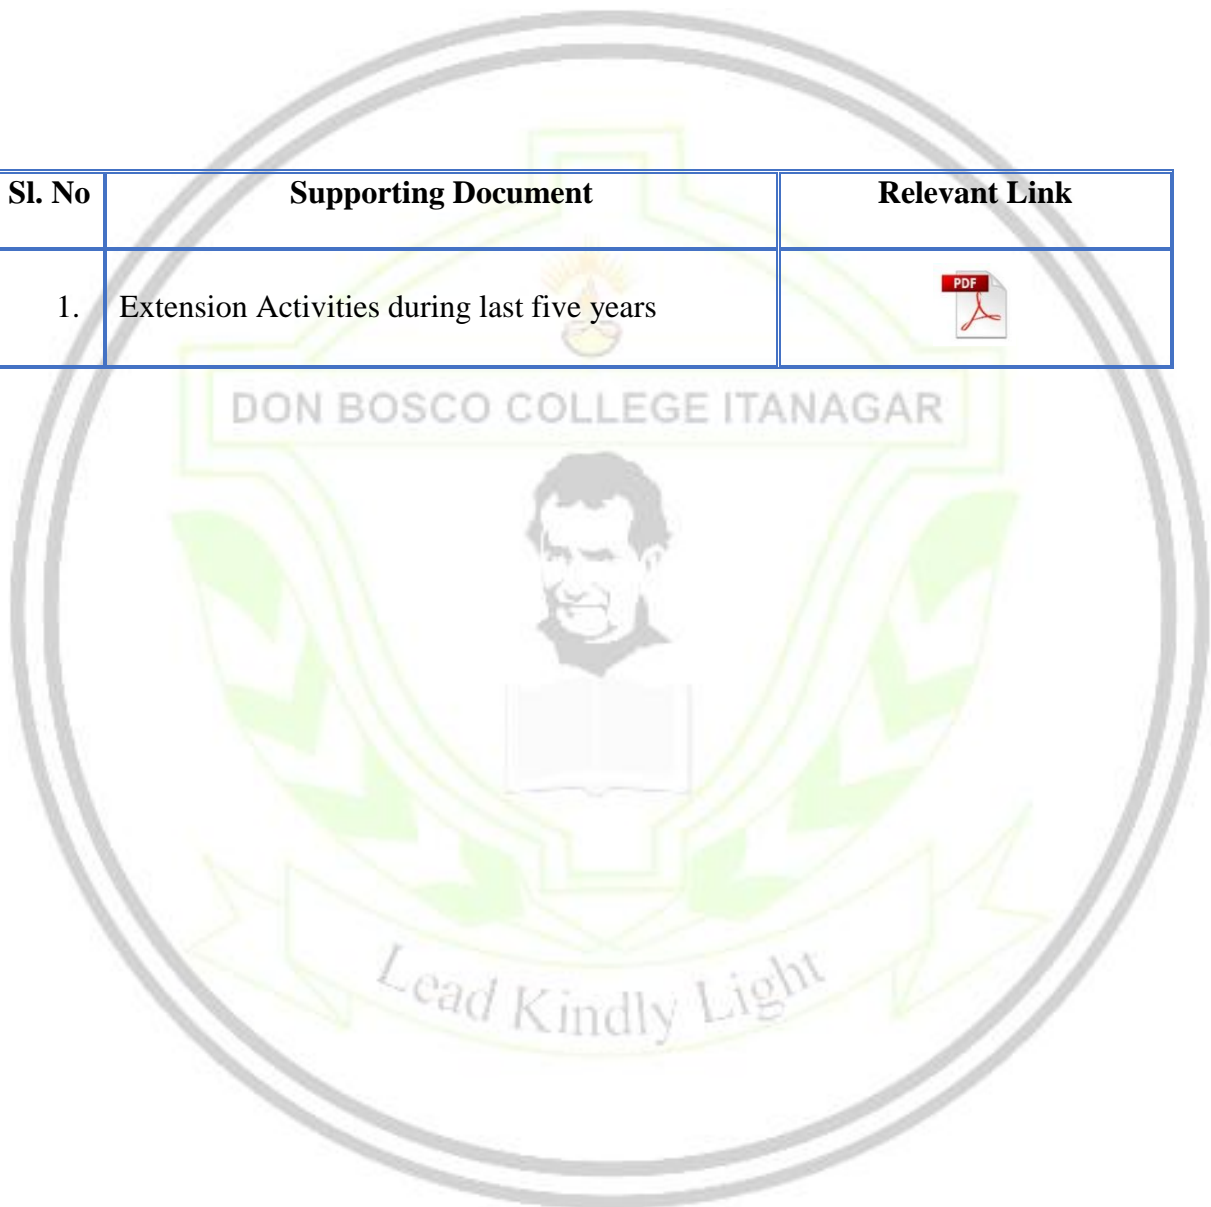 Sl. No Supporting Document Relevant Link
1. Extension Activities during last five years PDF
DON BOSCO COLLEGE ITANAGAR
Lead Kindly Light